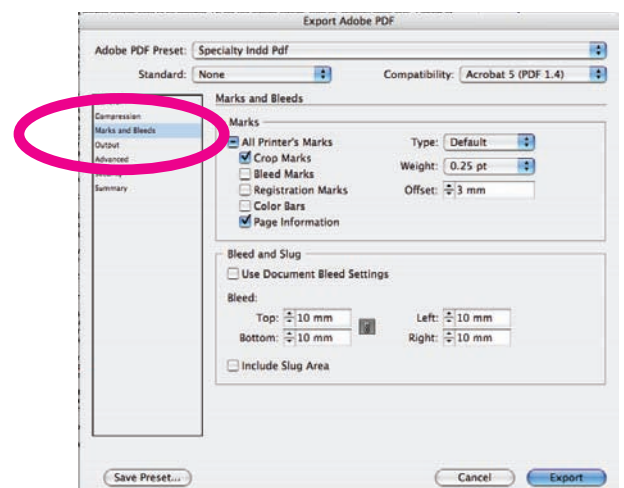 Export Adobe PDF
Adobe PDF Preset: Specialty Indd Pdf
Standard: None Compatibility: Acrobat 5 (PDF 1.4)
Marks and Bleeds
Compression
Marks and Bleeds
Output
Advanced
Summary
Marks
All Printer's Marks Type: Default
Crop Marks Weight: 0.25 pt
Bleed Marks
Registration Marks Offset: 3 mm
Color Bars
Page Information
Bleed and Slug
Use Document Bleed Settings
Bleed:
Top: 10 mm Left: 10 mm
Bottom: 10 mm Right: 10 mm
Include Slug Area
Save Preset... Cancel Export